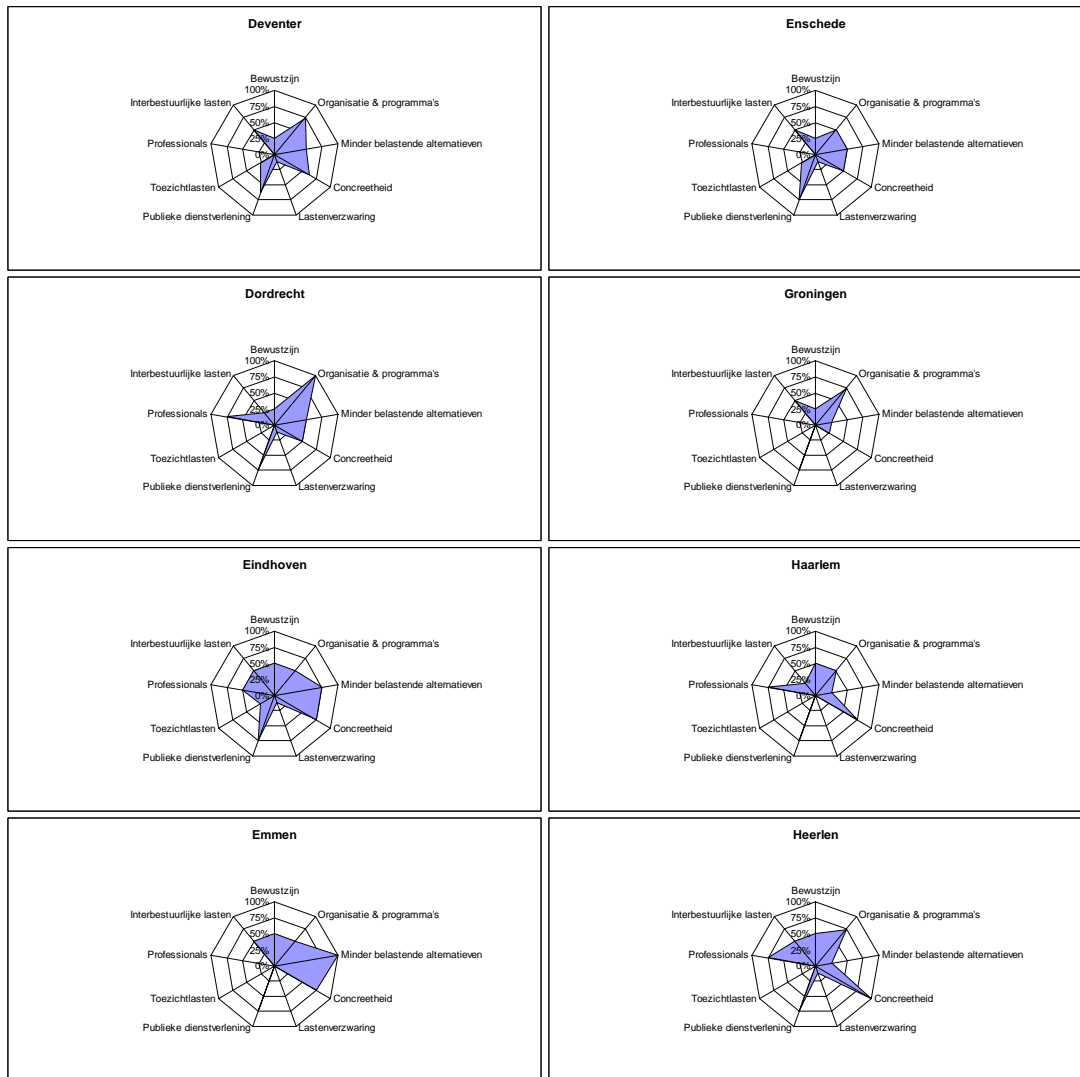 Deventer
Bewustzijn
100%
Interbestuurlijke lasten
Organisatie & programma's
75%
50%
Professionals
25%
Minder belastende alternatieven
0%
Toezichtlasten
Concreetheid
Publieke dienstverlening
Lastenverzwaring
Enschede
Bewustzijn
100%
Interbestuurlijke lasten
Organisatie & programma's
75%
50%
Professionals
25%
Minder belastende alternatieven
0%
Toezichtlasten
Concreetheid
Publieke dienstverlening
Lastenverzwaring
Dordrecht
Bewustzijn
100%
Interbestuurlijke lasten
Organisatie & programma's
75%
50%
Professionals
25%
Minder belastende alternatieven
0%
Toezichtlasten
Concreetheid
Publieke dienstverlening
Lastenverzwaring
Groningen
Bewustzijn
100%
Interbestuurlijke lasten
Organisatie & programma's
75%
50%
Professionals
25%
Minder belastende alternatieven
0%
Toezichtlasten
Concreetheid
Publieke dienstverlening
Lastenverzwaring
Eindhoven
Bewustzijn
100%
Interbestuurlijke lasten
Organisatie & programma's
75%
50%
Professionals
25%
Minder belastende alternatieven
0%
Toezichtlasten
Concreetheid
Publieke dienstverlening
Lastenverzwaring
Haarlem
Bewustzijn
100%
Interbestuurlijke lasten
Organisatie & programma's
75%
50%
Professionals
25%
Minder belastende alternatieven
0%
Toezichtlasten
Concreetheid
Publieke dienstverlening
Lastenverzwaring
Emmen
Bewustzijn
100%
Interbestuurlijke lasten
Organisatie & programma's
75%
50%
Professionals
25%
Minder belastende alternatieven
0%
Toezichtlasten
Concreetheid
Publieke dienstverlening
Lastenverzwaring
Heerlen
Bewustzijn
100%
Interbestuurlijke lasten
Organisatie & programma's
75%
50%
Professionals
25%
Minder belastende alternatieven
0%
Toezichtlasten
Concreetheid
Publieke dienstverlening
Lastenverzwaring